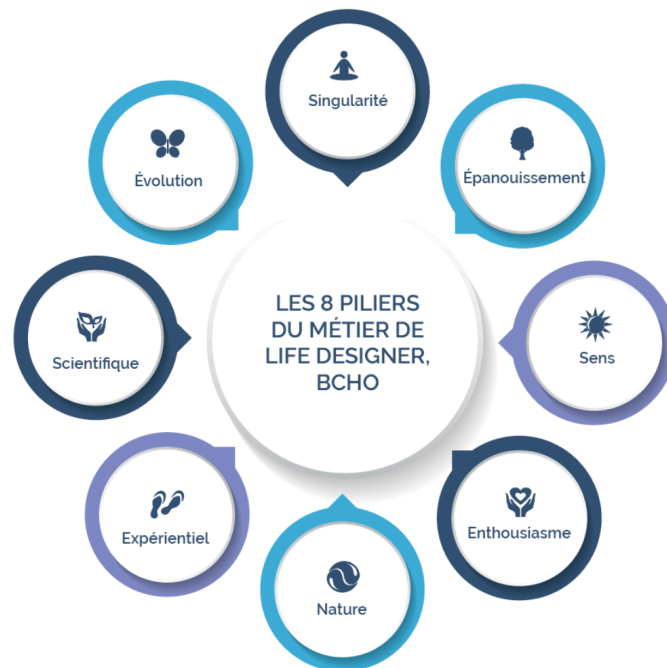 LES 8 PILIERS
DU MÉTIER DE
LIFE DESIGNER,
BCHO
Singularité
Épanouissement
Sens
Enthousiasme
Nature
Expérientiel
Scientifique
Évolution